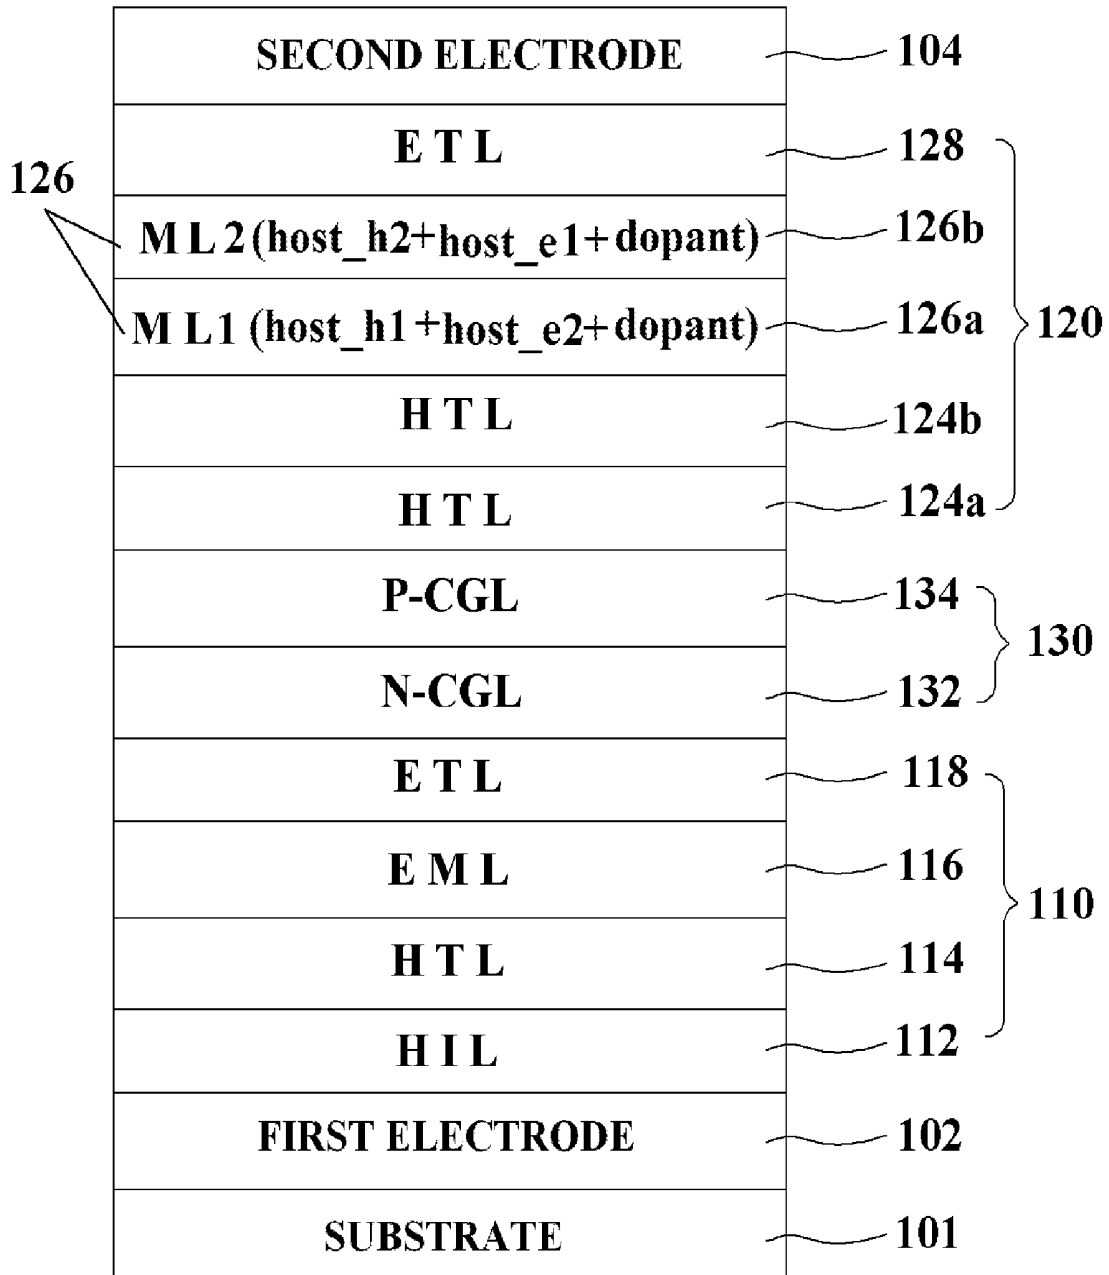 SECOND ELECTRODE 104
E T L 128
126
M L 2 (host_h2+host_e1+dopant) 126b
M L 1 (host_h1+host_e2+dopant) 126a
120
H T L 124b
H T L 124a
P-CGL 134
130
N-CGL 132
E T L 118
E M L 116
110
H T L 114
H I L 112
FIRST ELECTRODE 102
SUBSTRATE 101